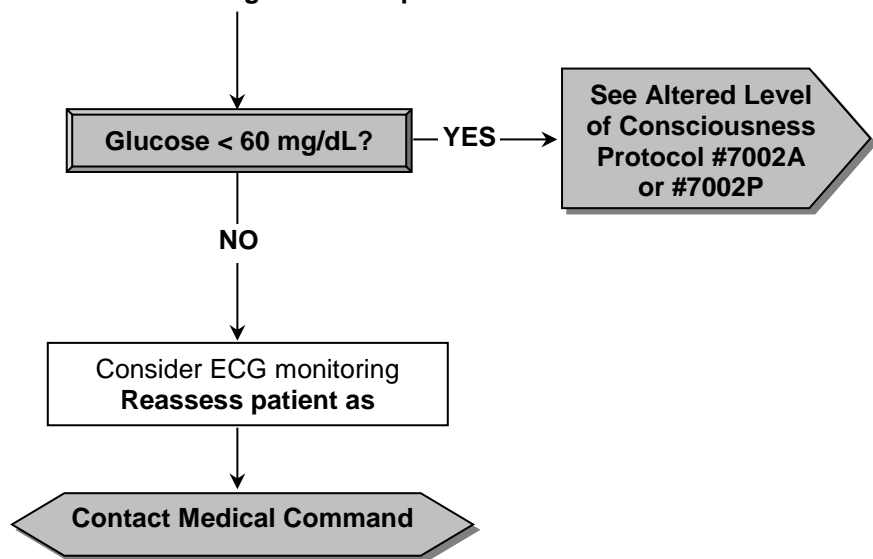 Glucose < 60 mg/dL?
YES
See Altered Level
of Consciousness
Protocol #7002A
or #7002P
NO
Consider ECG monitoring
Reassess patient as
Contact Medical Command